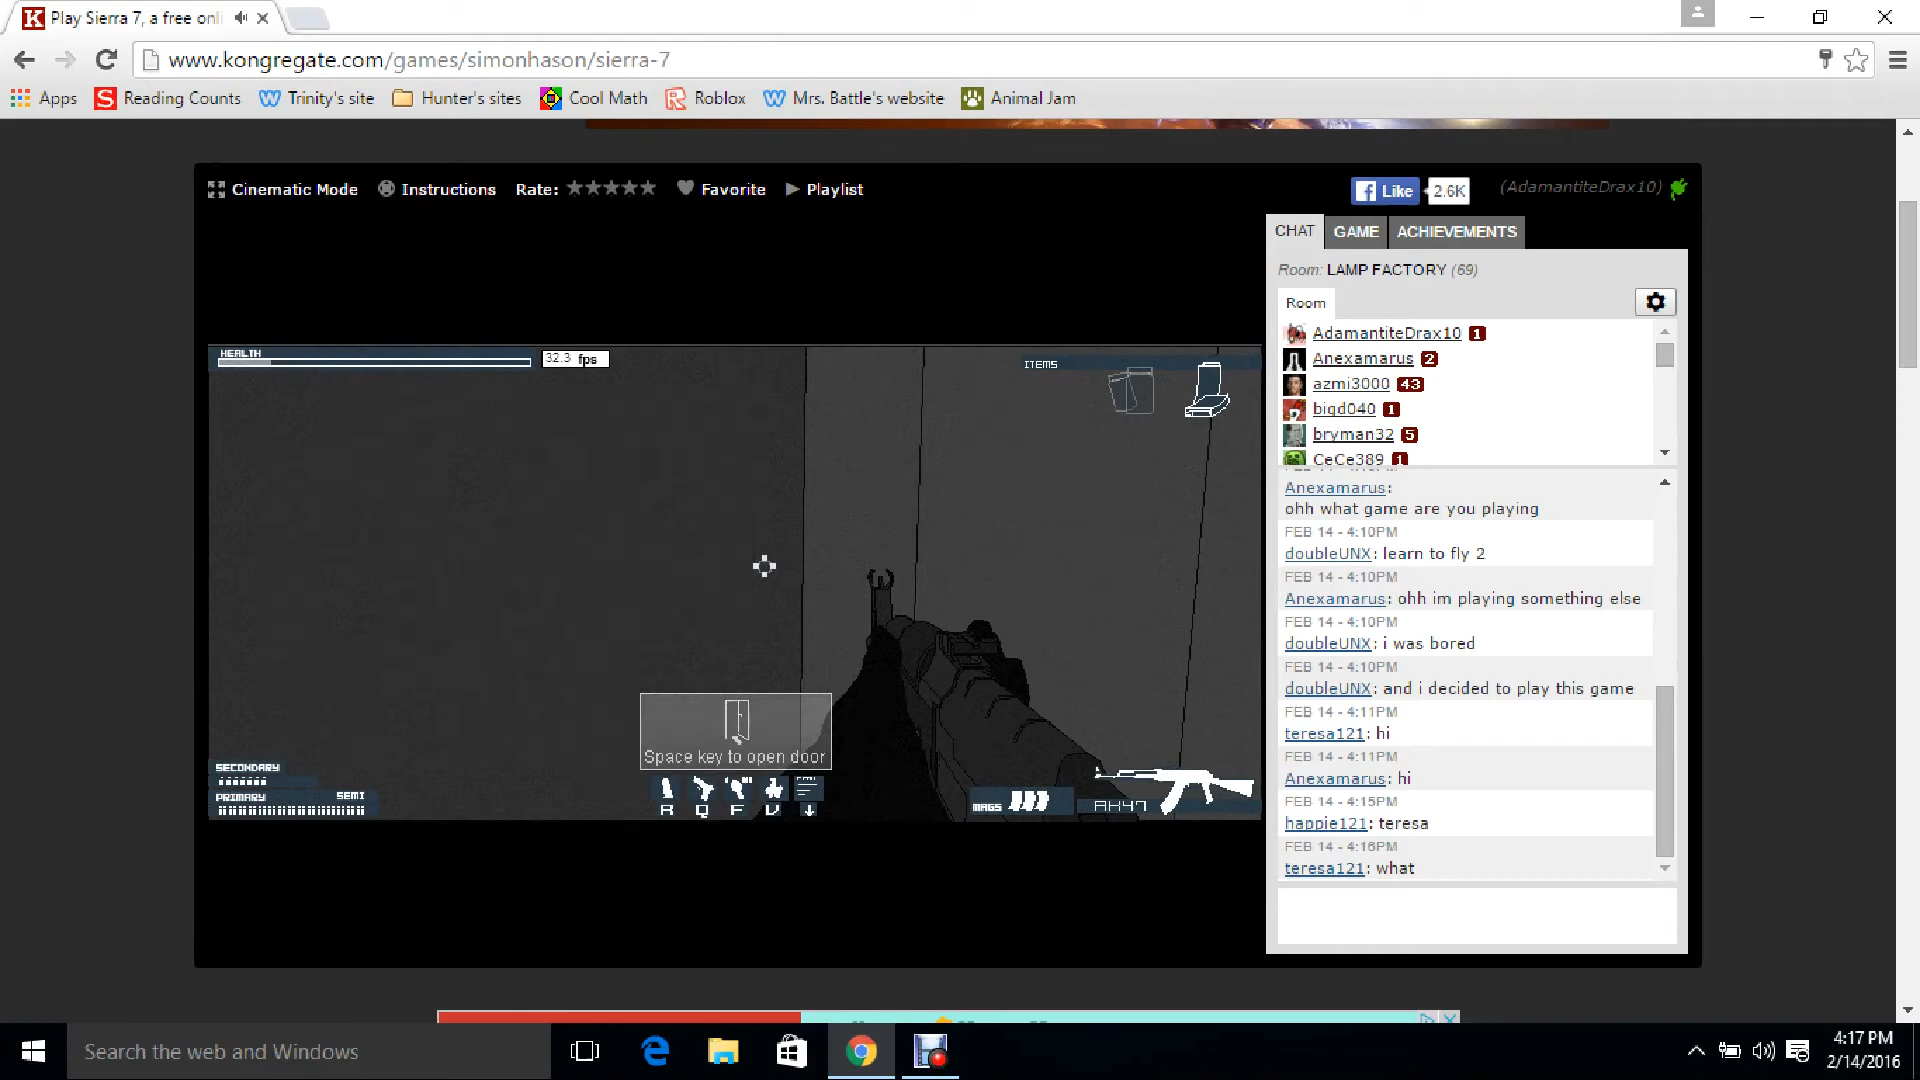 Play Sierra 7, a free onl
www.kongregate.com/games/simonhason/sierra-7
Apps Reading Counts Trinity's site Hunter's sites Cool Math Roblox Mrs. Battle's website Animal Jam
Cinematic Mode Instructions Rate: Favorite Playlist
Like 2.6K (AdamantiteDrax10)
CHAT GAME ACHIEVEMENTS
Room: LAMP FACTORY (69)
Room
AdamantiteDrax10 1
Anexamarus 2
azmi3000 43
bigd040 1
bryman32 5
CeCe389 1
Anexamarus:
ohh what game are you playing
FEB 14 - 4:10PM
doubleUNX: learn to fly 2
FEB 14 - 4:10PM
Anexamarus: ohh im playing something else
FEB 14 - 4:10PM
doubleUNX: i was bored
FEB 14 - 4:10PM
doubleUNX: and i decided to play this game
FEB 14 - 4:11PM
teresa121: hi
FEB 14 - 4:11PM
Anexamarus: hi
FEB 14 - 4:15PM
happie121: teresa
FEB 14 - 4:16PM
teresa121: what
HEALTH
32.3 fps
ITEMS
Space key to open door
SECONDARY
PRIMARY SEMI
R Q F V
MAGS AK47
Search the web and Windows
4:17 PM
2/14/2016